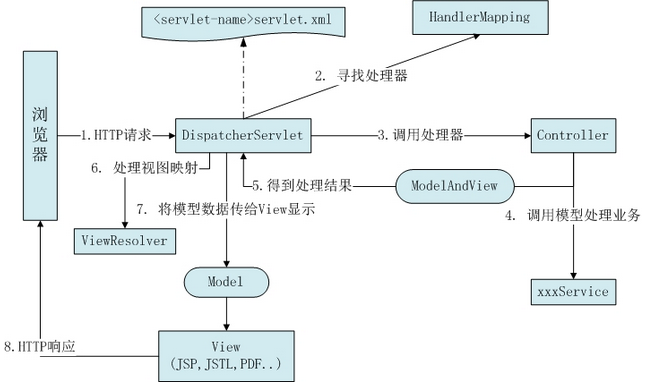 <servlet-name>servlet.xml
HandlerMapping
2. 寻找处理器
浏览器
1.HTTP请求
DispatcherServlet
3.调用处理器
Controller
6. 处理视图映射
5.得到处理结果
ModelAndView
7. 将模型数据传给View显示
4. 调用模型处理业务
ViewResolver
Model
xxxService
8.HTTP响应
View
(JSP,JSTL,PDF..)